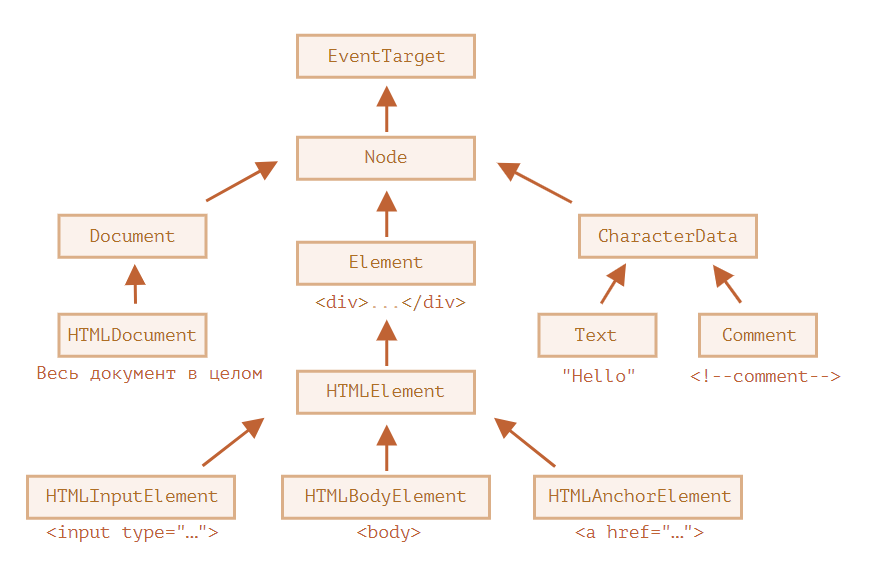 EventTarget
Node
Document
Element
CharacterData
<div>...</div>
HTMLDocument
Text
Comment
Весь документ в целом
"Hello"
<!--comment-->
HTMLElement
HTMLInputElement
HTMLBodyElement
HTMLAnchorElement
<input type="…">
<body>
<a href="…">